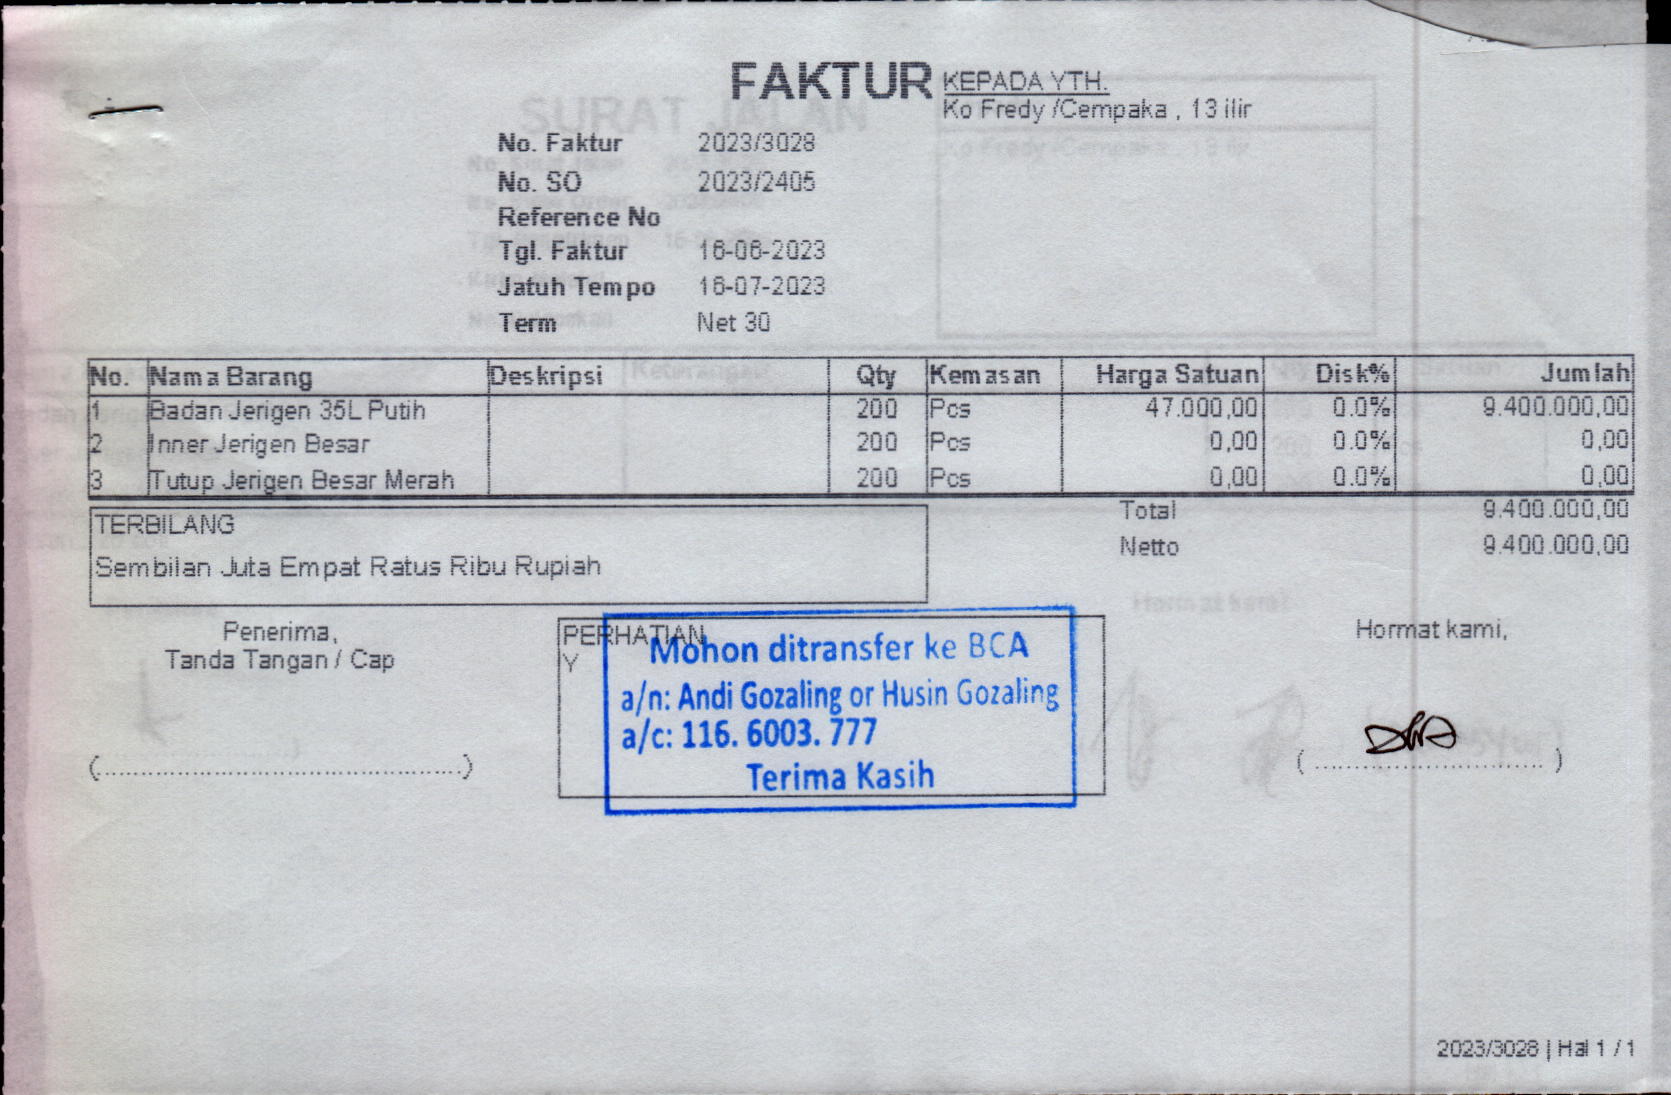 FAKTUR
KEPADA YTH.
Ko Fredy /Cempaka , 13 ilir
No. Faktur 2023/3028
No. SO 2023/2405
Reference No
Tgl. Faktur 16-06-2023
Jatuh Tempo 16-07-2023
Term Net 30
No. Nama Barang Deskripsi Qty Kemasan Harga Satuan Disk% Jumlah
1 Badan Jerigen 35L Putih 200 Pcs 47.000,00 0.0% 9.400.000,00
2 Inner Jerigen Besar 200 Pcs 0,00 0.0% 0,00
3 Tutup Jerigen Besar Merah 200 Pcs 0,00 0.0% 0,00
Total 9.400.000,00
Netto 9.400.000,00
TERBILANG
Sembilan Juta Empat Ratus Ribu Rupiah
Penerima,
Tanda Tangan / Cap
(..................................................)
PERHATIAN
Y
Mohon ditransfer ke BCA
a/n: Andi Gozaling or Husin Gozaling
a/c: 116. 6003. 777
Terima Kasih
Hormat kami,
( ................................ )
2023/3028 | Hal 1 / 1